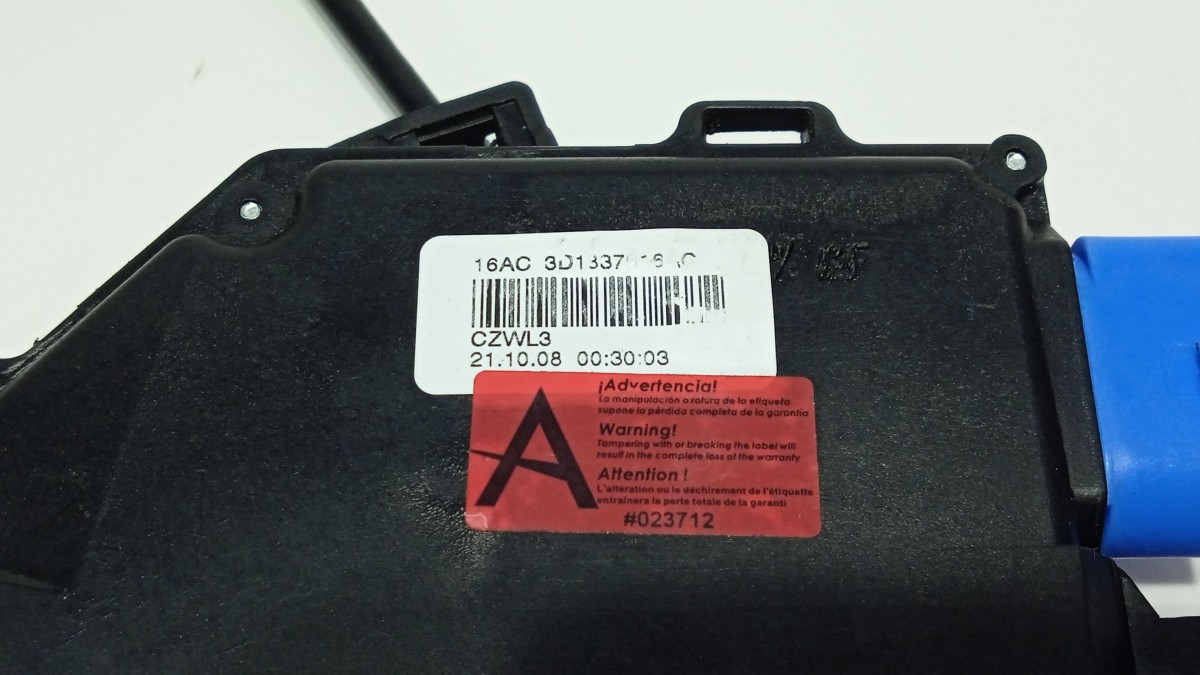 16AC 3D1837016AC
CZWL3
21.10.08 00:30:03
A
¡Advertencia!
La manipulación o rotura de la etiqueta
supone la pérdida completa de la garantía
Warning!
Tampering with or breaking the label will
result in the complete loss of the warranty
Attention !
L'altération ou le déchirement de l'étiquette
entraînera la perte totale de la garanti
#023712